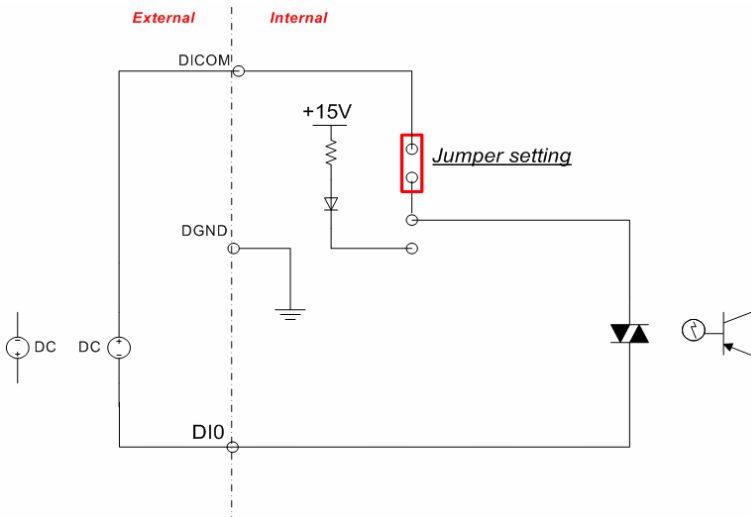 External
Internal
DICOM
+15V
Jumper setting
DGND
DC
DC
DI0